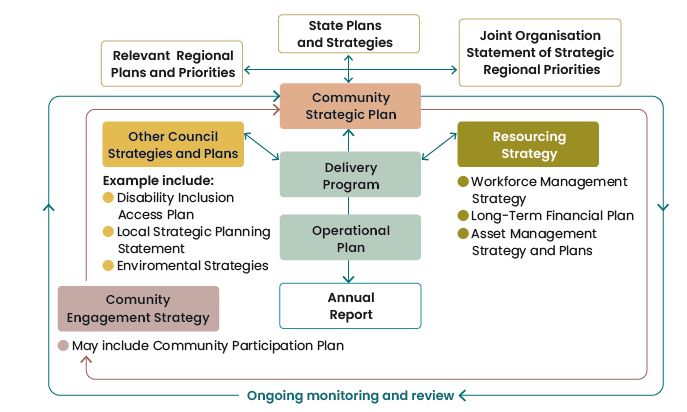 State Plans
and Strategies
Relevant Regional
Plans and Priorities
Joint Organisation
Statement of Strategic
Regional Priorities
Community
Strategic Plan
Other Council
Strategies and Plans
Example include:
Disability Inclusion
Access Plan
Local Strategic Planning
Statement
Enviromental Strategies
Delivery
Program
Operational
Plan
Annual
Report
Resourcing
Strategy
Workforce Management
Strategy
Long-Term Financial Plan
Asset Management
Strategy and Plans
Comunity
Engagement Strategy
May include Community Participation Plan
Ongoing monitoring and review